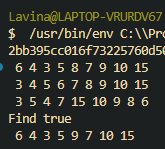 Lavina@LAPTOP-VRURDV67
$ /usr/bin/env C:\\Pro
2bb395cc016f73225760d50
6 4 3 5 8 7 9 10 15
3 4 5 6 7 8 9 10 15
3 5 4 7 15 10 9 8 6
Find true
6 4 3 5 9 7 10 15